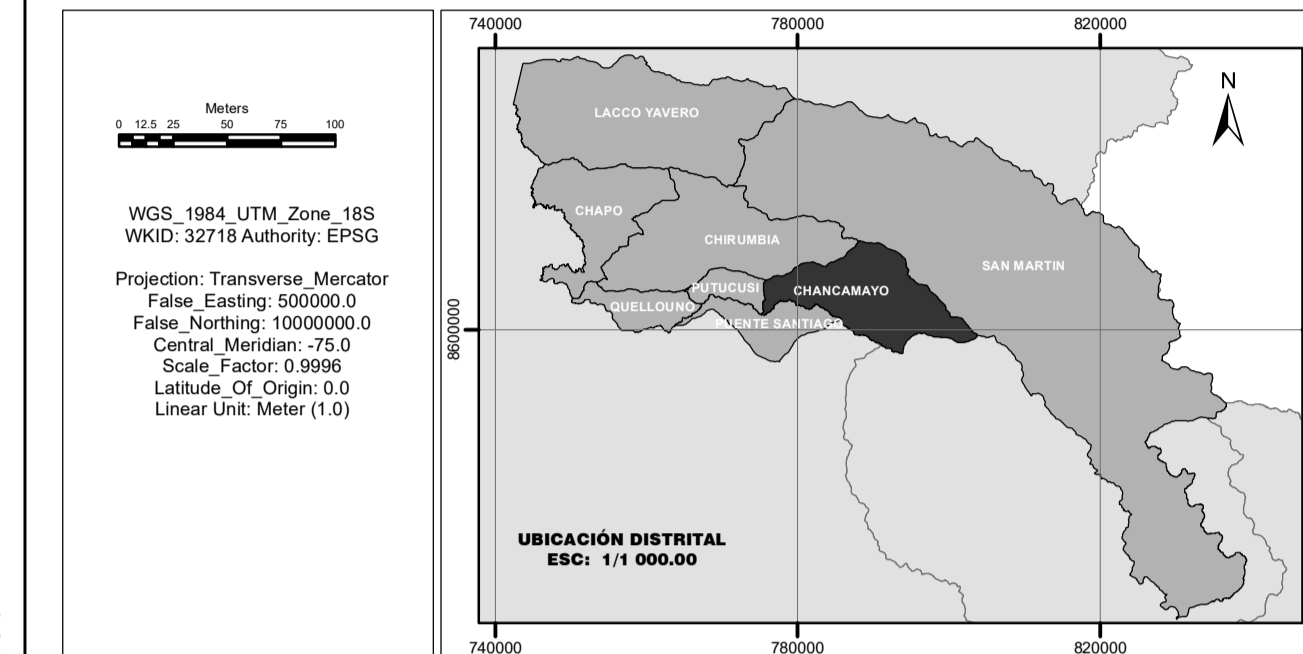 Meters
0 12.5 25 50 75 100
WGS_1984_UTM_Zone_18S
WKID: 32718 Authority: EPSG
Projection: Transverse_Mercator
False_Easting: 500000.0
False_Northing: 10000000.0
Central_Meridian: -75.0
Scale_Factor: 0.9996
Latitude_Of_Origin: 0.0
Linear Unit: Meter (1.0)
740000 780000 820000
N
LACCO YAVERO
CHAPO
CHIRUMBIA
SAN MARTIN
PUTUCUSI
CHANCAMAYO
QUELLOUNO
PUENTE SANTIAGO
8600000
UBICACIÓN DISTRITAL
ESC: 1/1 000.00
740000 780000 820000